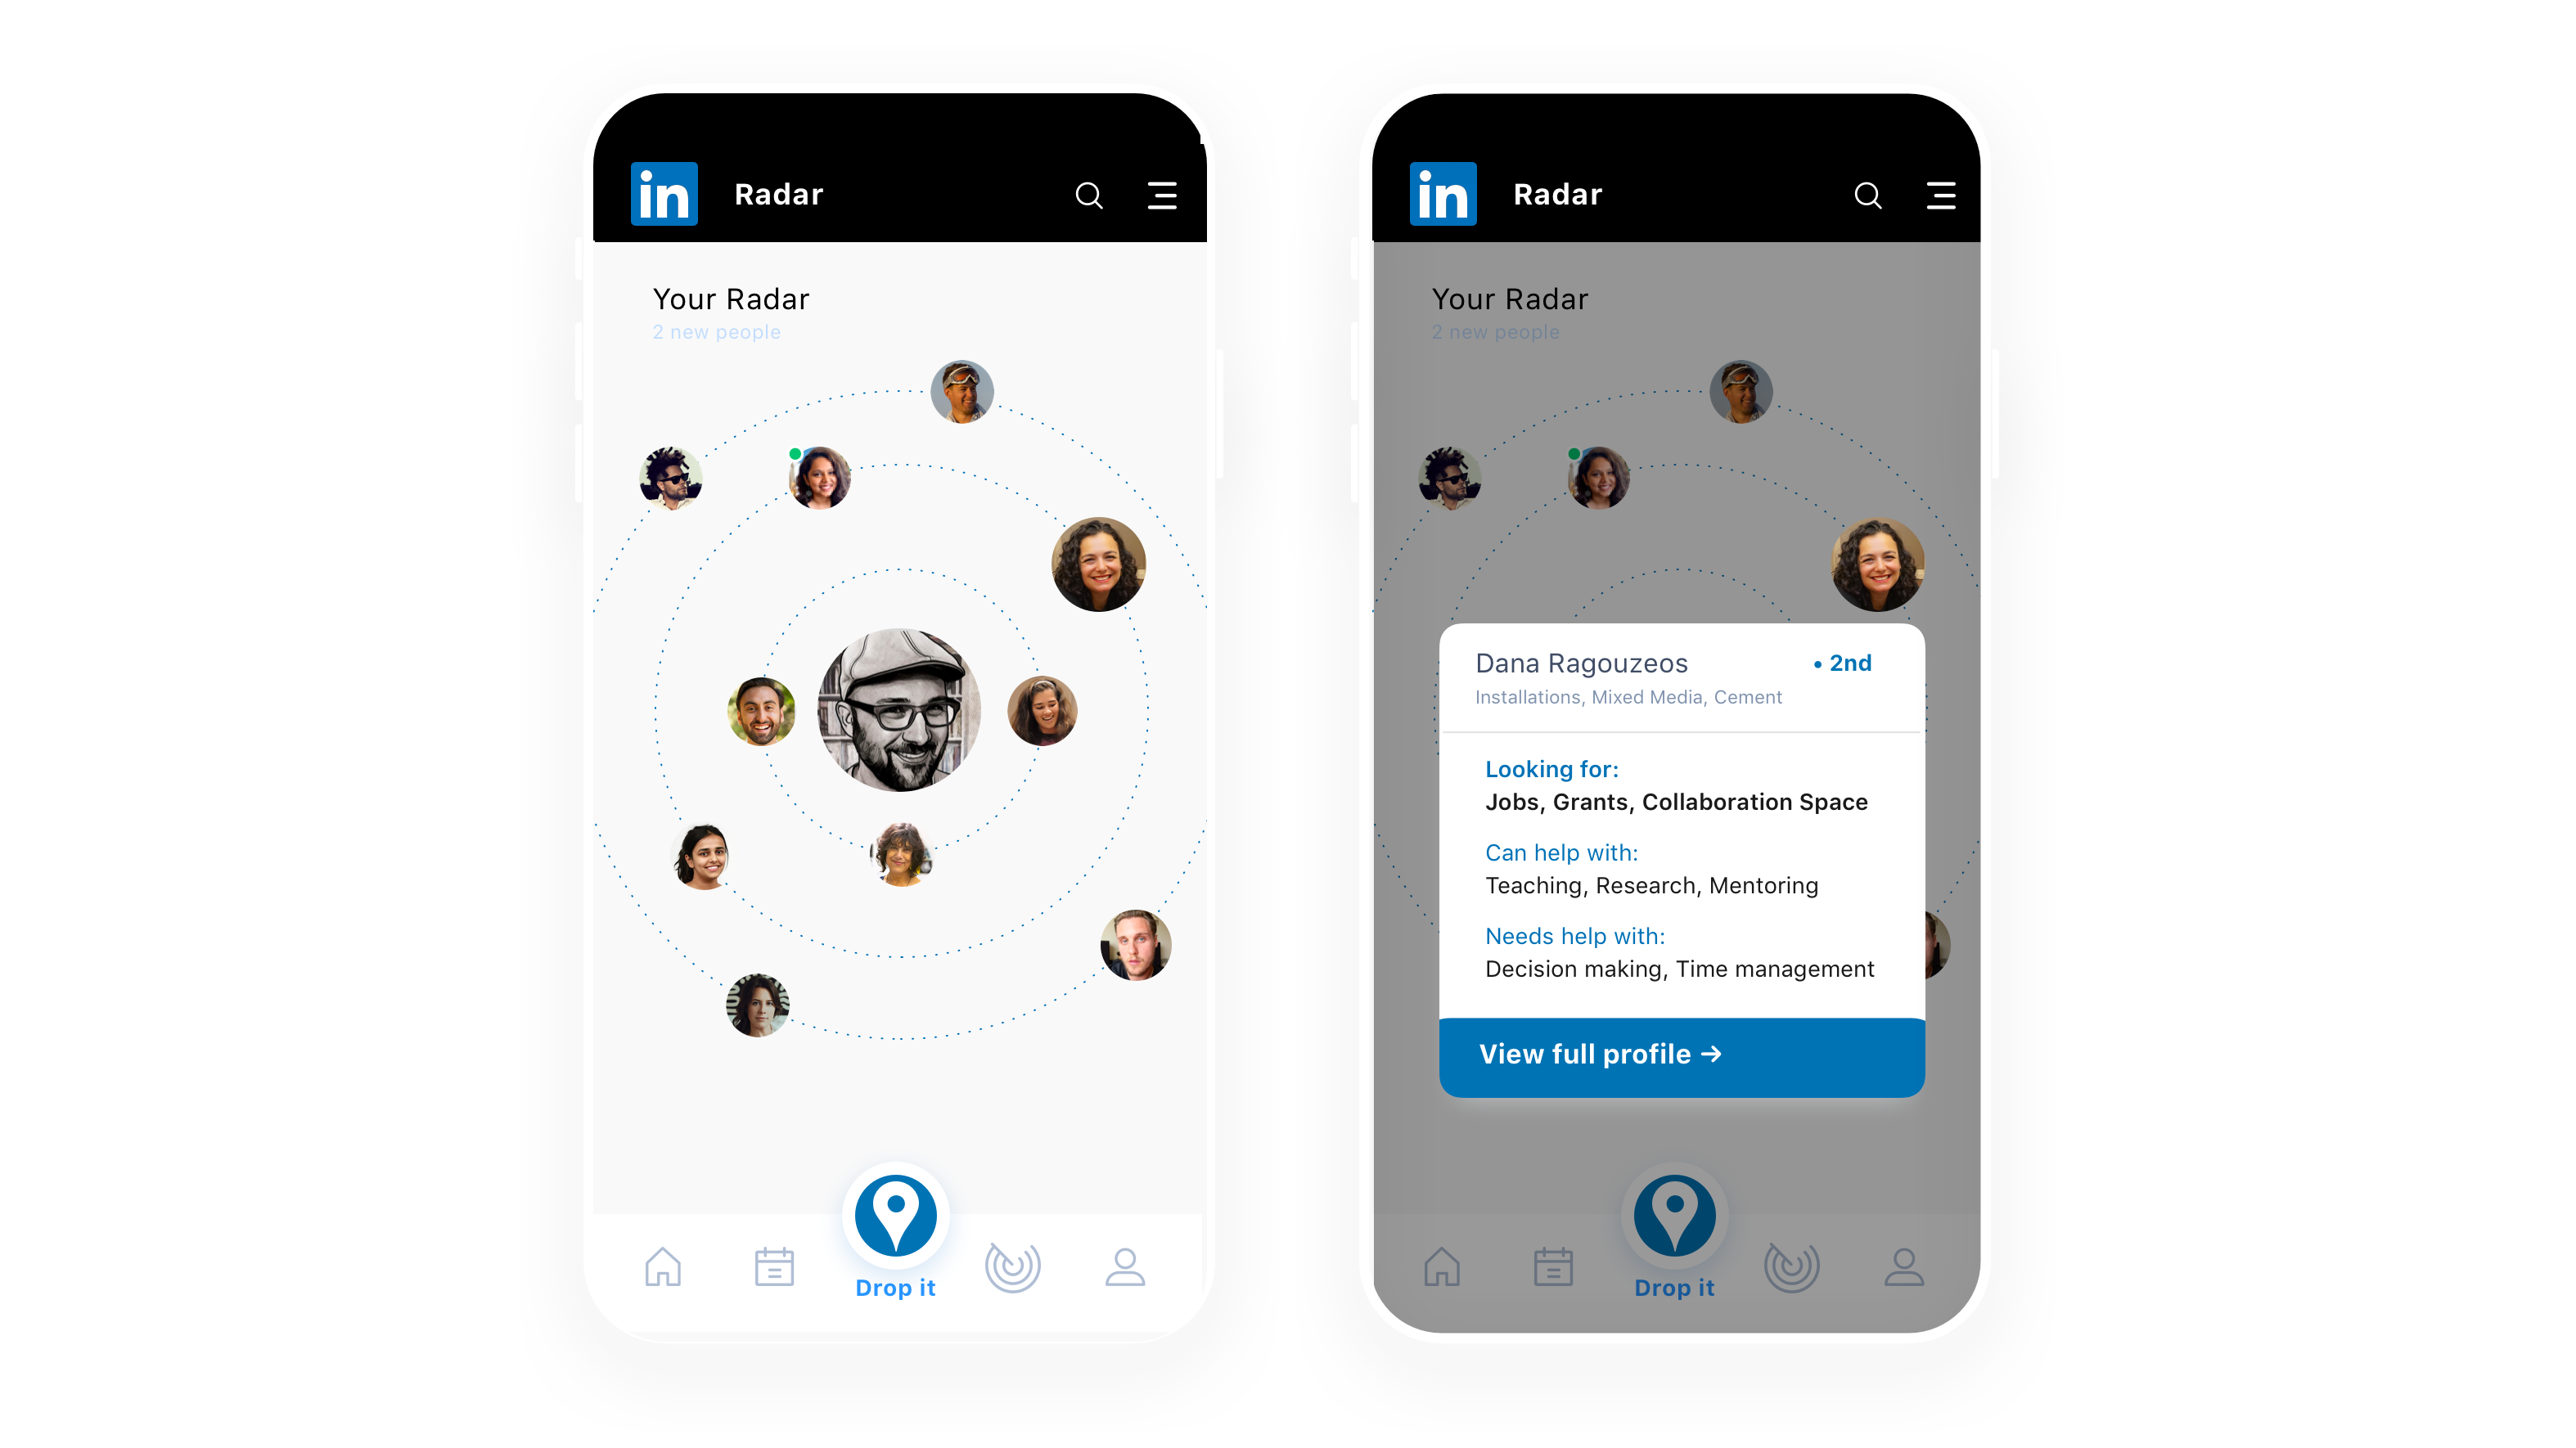 in Radar
Your Radar
2 new people
Drop it
in Radar
Your Radar
2 new people
Dana Ragouzeos • 2nd
Installations, Mixed Media, Cement
Looking for:
Jobs, Grants, Collaboration Space
Can help with:
Teaching, Research, Mentoring
Needs help with:
Decision making, Time management
View full profile →
Drop it